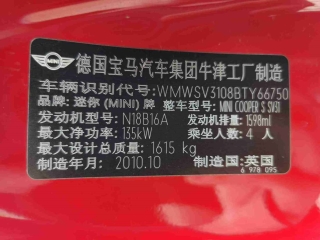 MINI
德国宝马汽车集团牛津工厂制造
车辆识别代号:WMWSV3108BTY66750
品牌:迷你(MINI)牌 整车型号:MINI COOPER S SV31
发动机型号:N18B16A 发动机排量:1598ml
最大净功率:135kW 乘坐人数:4 人
最大设计总质量:1615 kg
制造年月:2010.10 制造国:英国
6 978 095